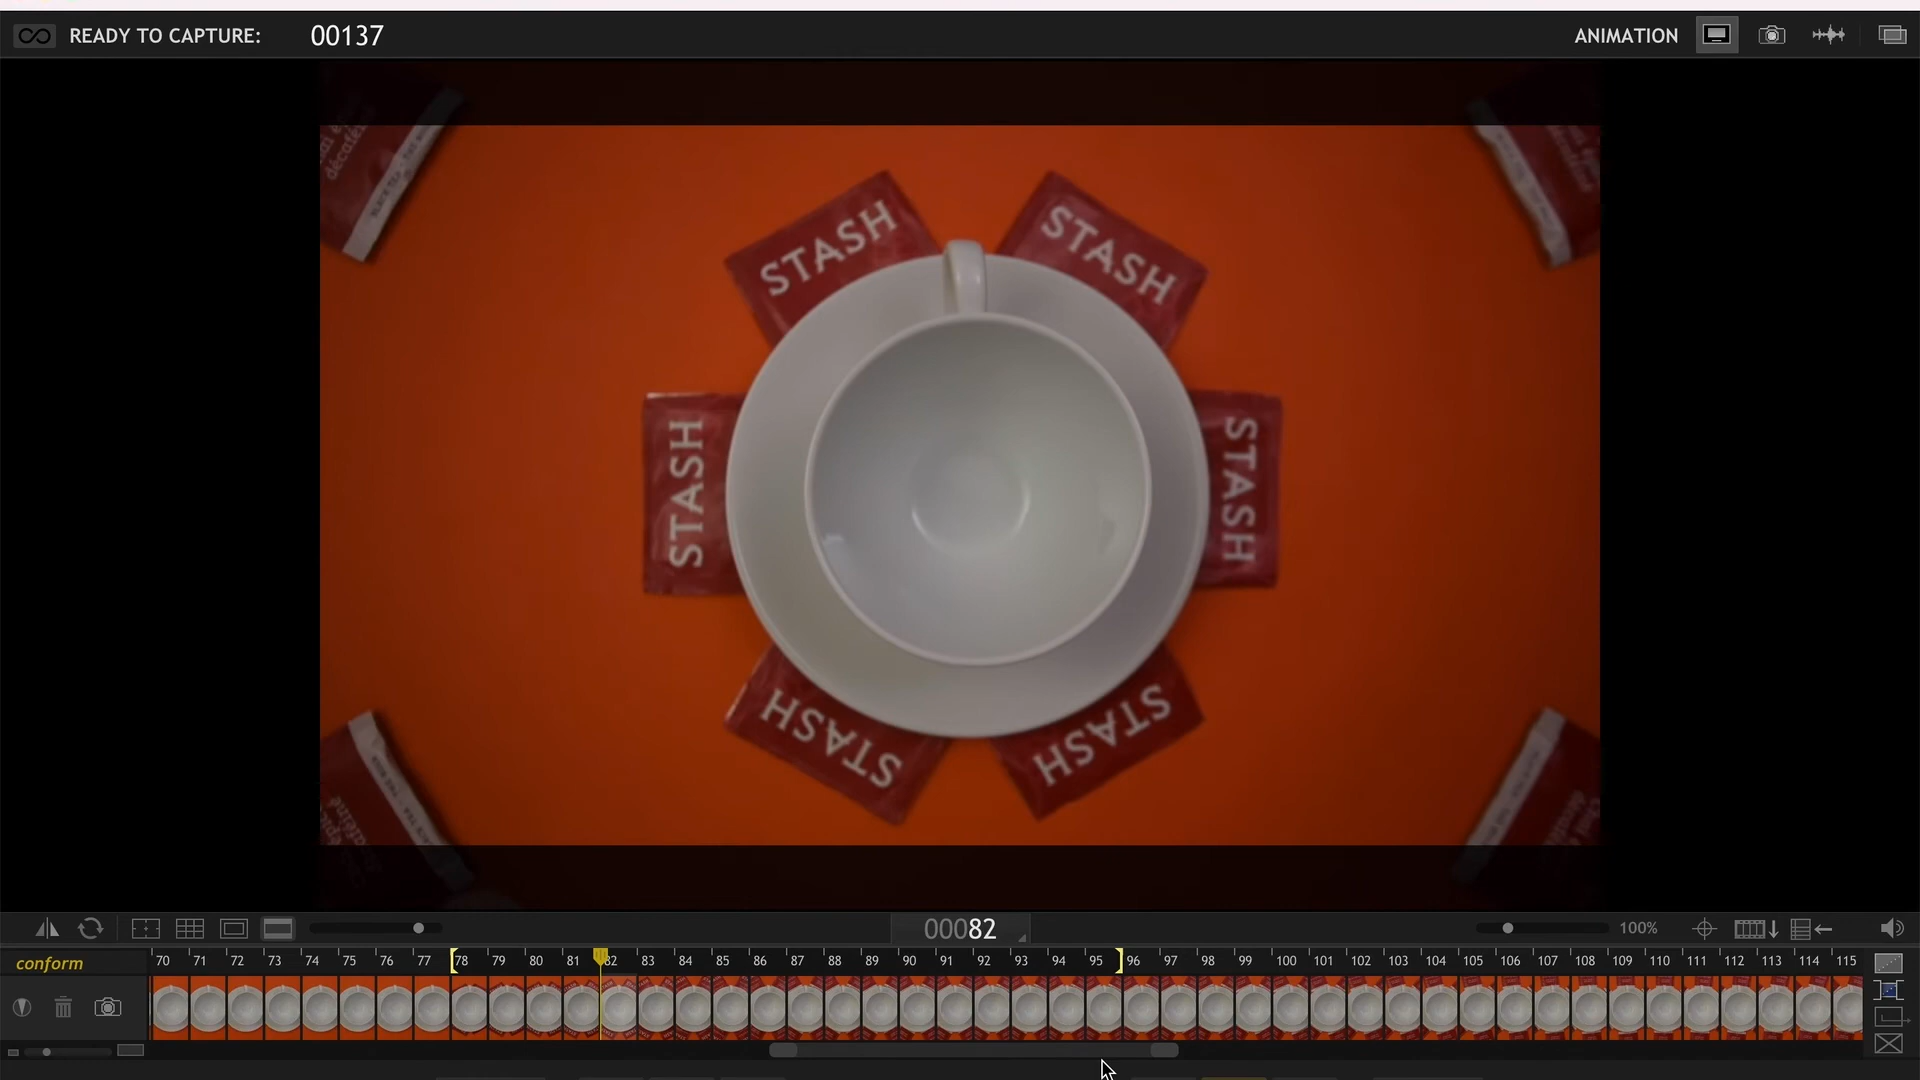 READY TO CAPTURE: 00137 ANIMATION
décaféiné
STASH
STASH
STASH
STASH
STASH
STASH
00082 100%
conform 70 71 72 73 74 75 76 77 78 79 80 81 82 83 84 85 86 87 88 89 90 91 92 93 94 95 96 97 98 99 100 101 102 103 104 105 106 107 108 109 110 111 112 113 114 115